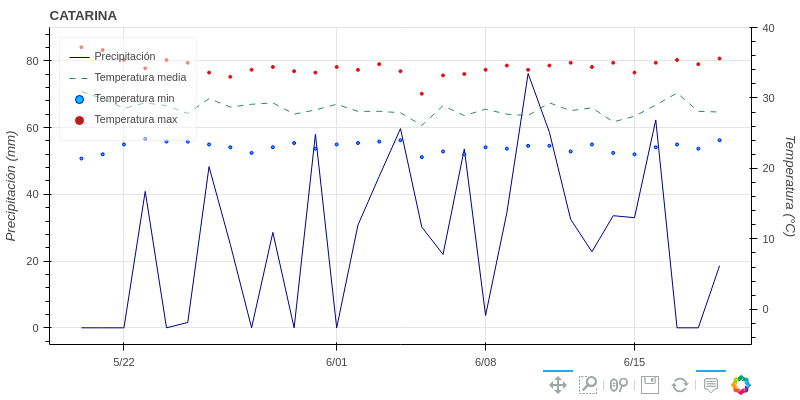 CATARINA
Precipitación
Temperatura media
Temperatura min
Temperatura max
Precipitación (mm)
80
60
40
20
0
Temperatura (°C)
40
30
20
10
0
5/22
6/01
6/08
6/15